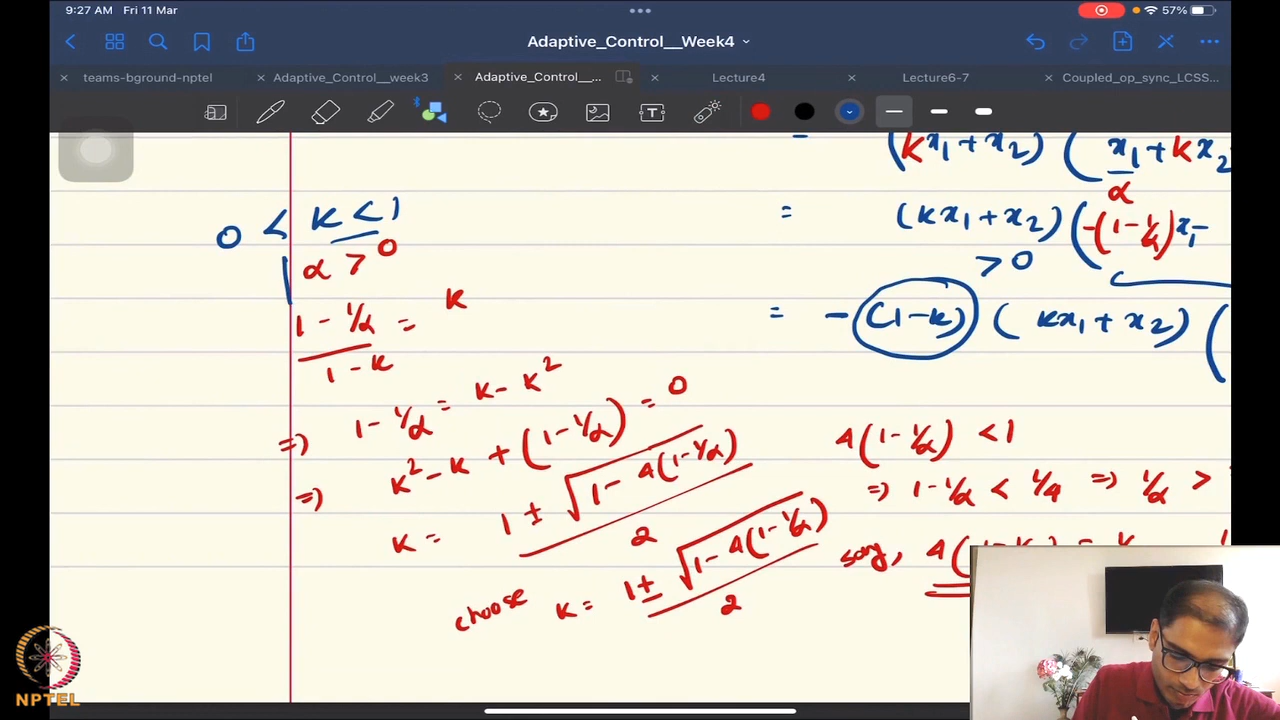 9:27 AM Fri 11 Mar
57%
Adaptive_Control__Week4
teams-bground-nptel
Adaptive_Control__week3
Adaptive_Control__...
Lecture4
Lecture6-7
Coupled_op_sync_LCSS...
(kx₁ + x₂) (x₁/α + kx₂
0 < k < 1
= (kx₁ + x₂) (-(1 - 1/α)x₁ -
α > 0
> 0
(1 - 1/α)/(1 - k) = k
= - (1-k) (kx₁ + x₂) (
=> 1 - 1/α = k - k²
=> k² - k + (1 - 1/α) = 0
4(1 - 1/α) < 1
k = (1 ± √(1 - 4(1 - 1/α)))/2
=> 1 - 1/α < 1/4 => 1/α >
choose k = (1 ± √(1 - 4(1 - 1/α)))/2
say,
NPTEL